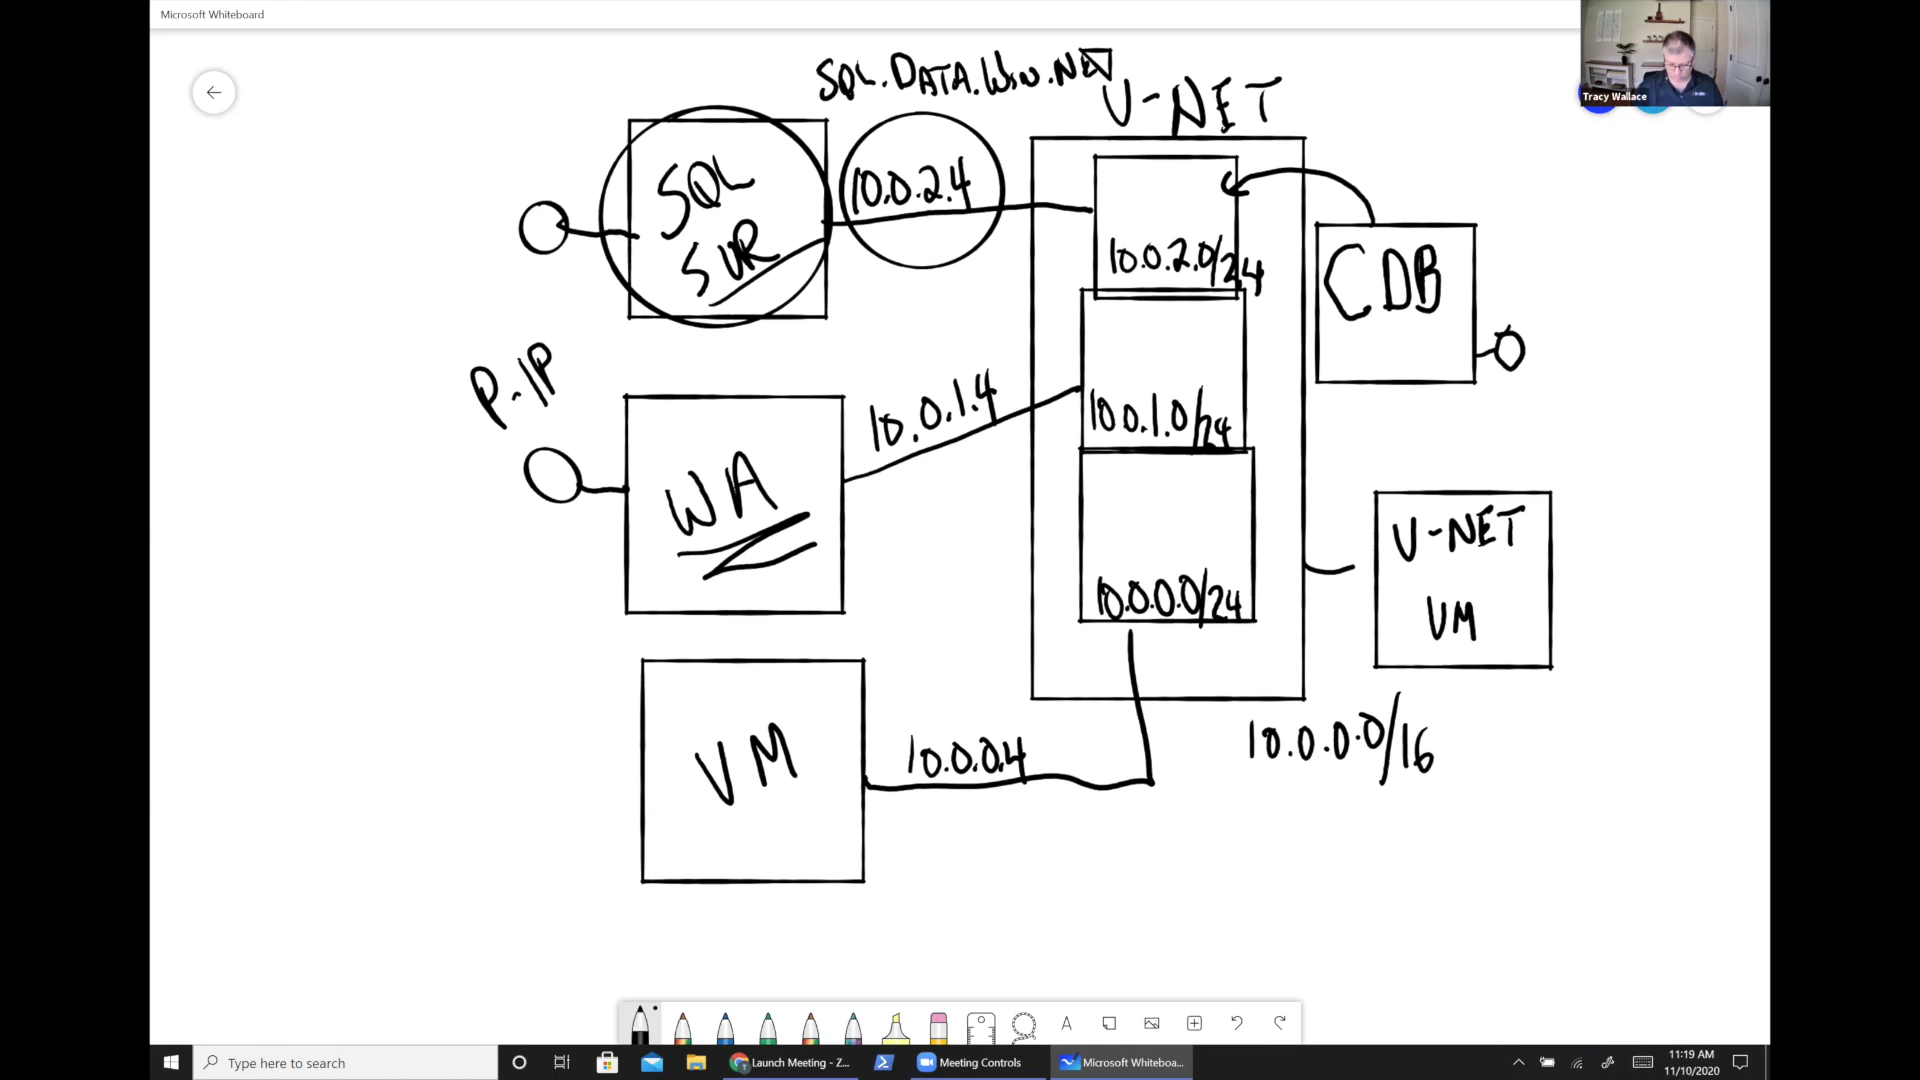 Microsoft Whiteboard
Tracy Wallace
SQL.DATA.WIN.NET
V-NET
SQL
SVR
10.0.2.4
10.0.2.0/24
CDB
P-IP
10.0.1.4
10.0.1.0/24
WA
V-NET
VM
10.0.0.0/24
10.0.0.0/16
VM
10.0.0.4
A
Type here to search
Launch Meeting - Z...
Meeting Controls
Microsoft Whiteboa...
11:19 AM
11/10/2020